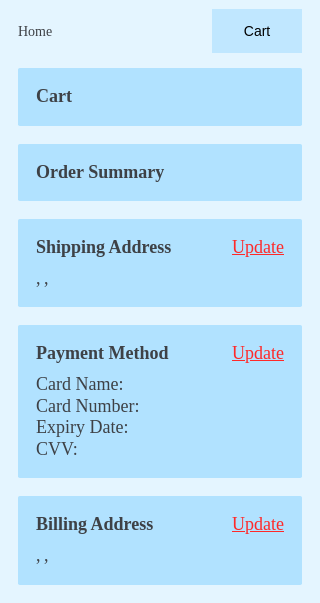 Home Cart
Cart
Order Summary
Shipping Address Update
, ,
Payment Method Update
Card Name:
Card Number:
Expiry Date:
CVV:
Billing Address Update
, ,